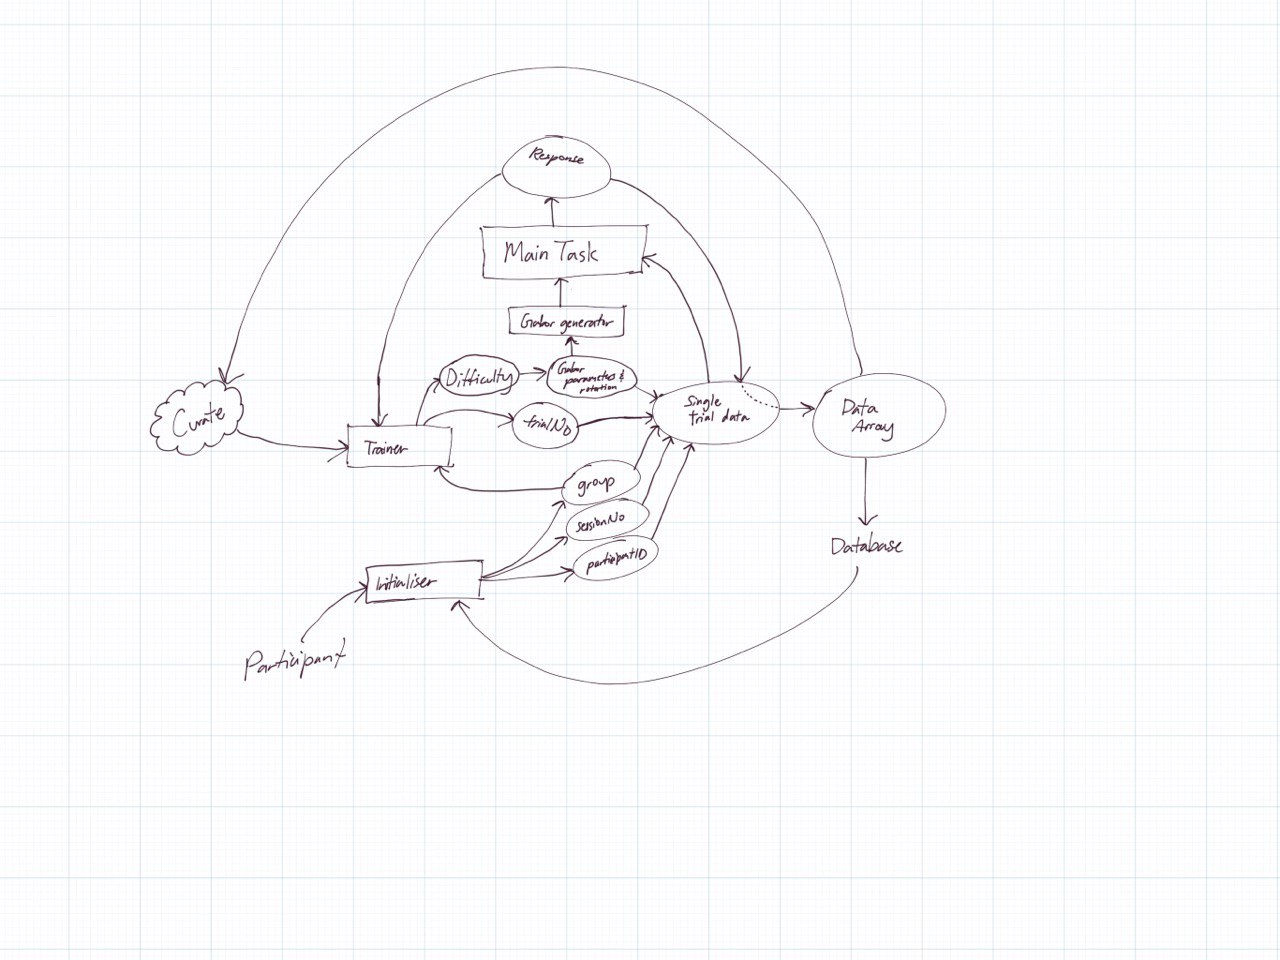 Response
Main Task
Gabor generator
Difficulty
Gabor
parameters &
rotation
Single
trial data
Data
Array
Curate
trialNo
Trainer
group
sessionNo
participantID
Database
Initialiser
Participant